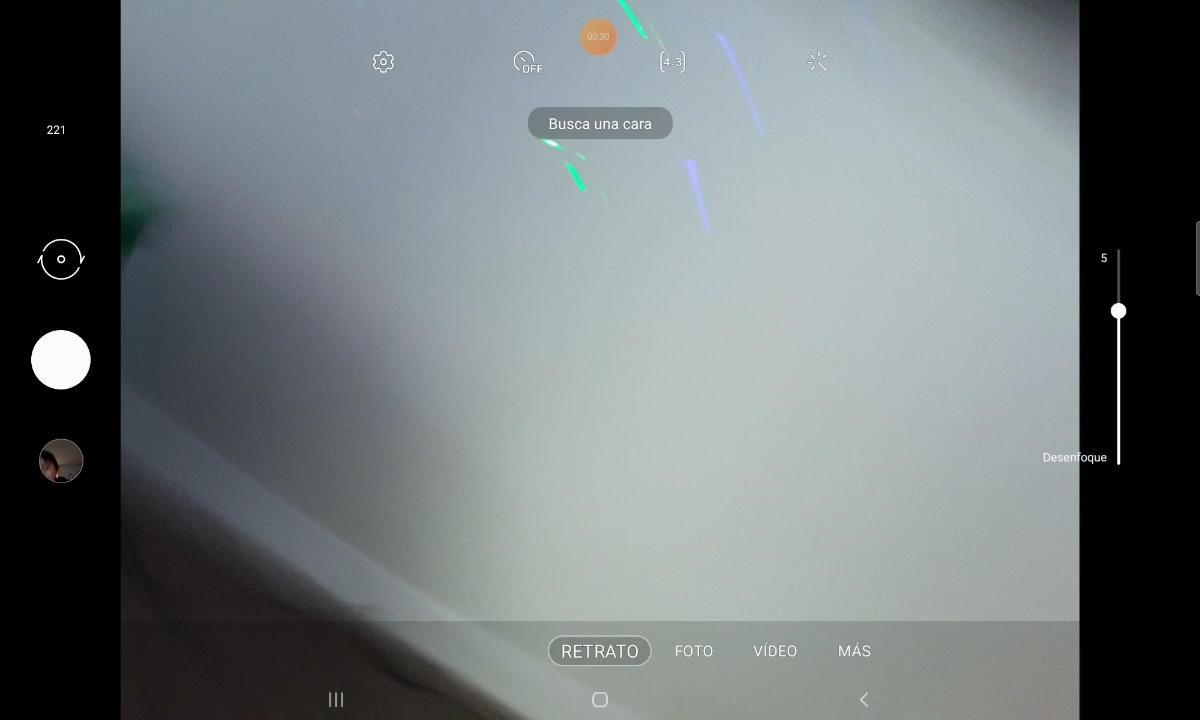 00:30
OFF
4:3
Busca una cara
221
5
Desenfoque
RETRATO FOTO VÍDEO MÁS